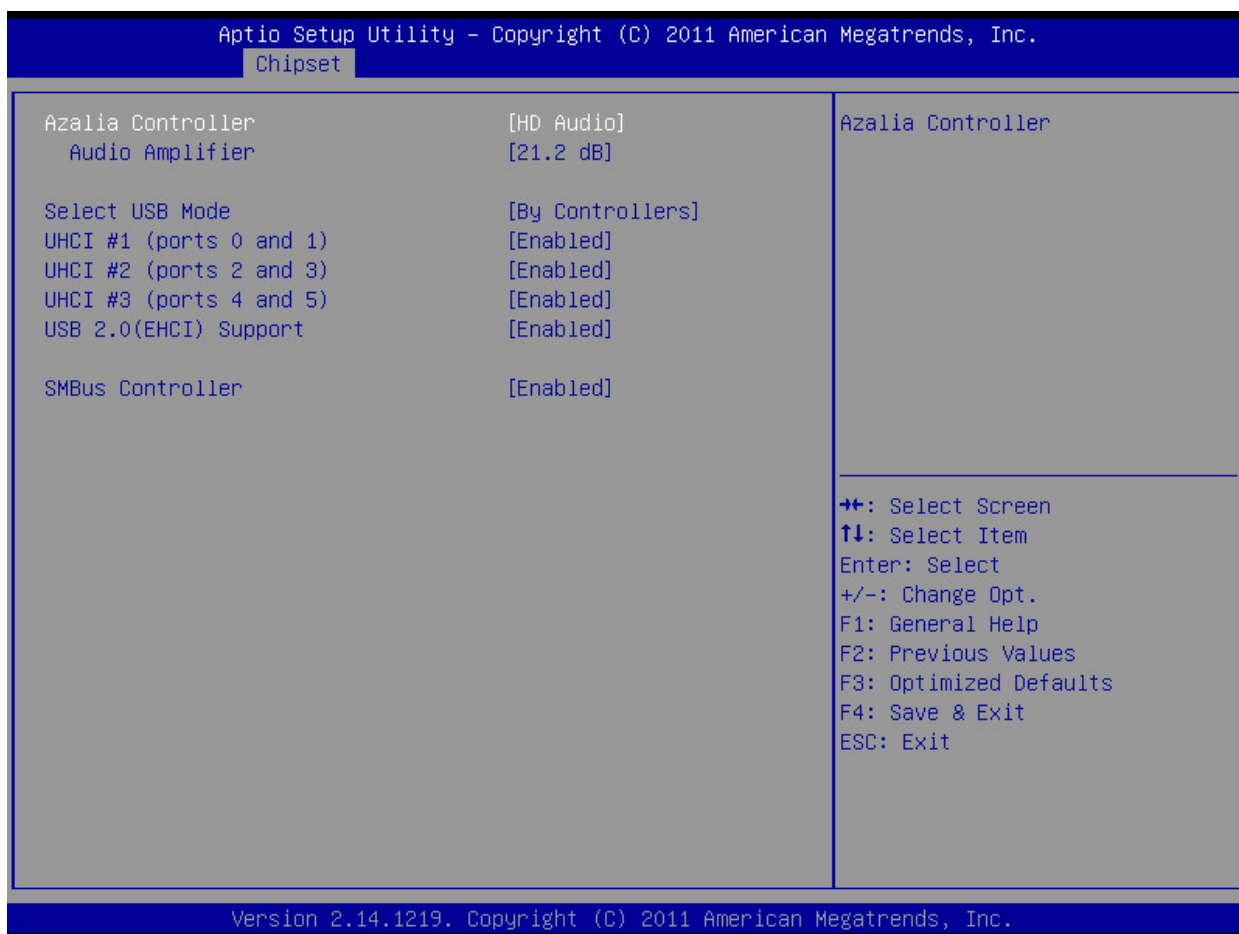 Aptio Setup Utility – Copyright (C) 2011 American Megatrends, Inc.
Chipset
Azalia Controller [HD Audio]
Audio Amplifier [21.2 dB]
Select USB Mode [By Controllers]
UHCI #1 (ports 0 and 1) [Enabled]
UHCI #2 (ports 2 and 3) [Enabled]
UHCI #3 (ports 4 and 5) [Enabled]
USB 2.0(EHCI) Support [Enabled]
SMBus Controller [Enabled]
Azalia Controller
→←: Select Screen
↑↓: Select Item
Enter: Select
+/-: Change Opt.
F1: General Help
F2: Previous Values
F3: Optimized Defaults
F4: Save & Exit
ESC: Exit
Version 2.14.1219. Copyright (C) 2011 American Megatrends, Inc.